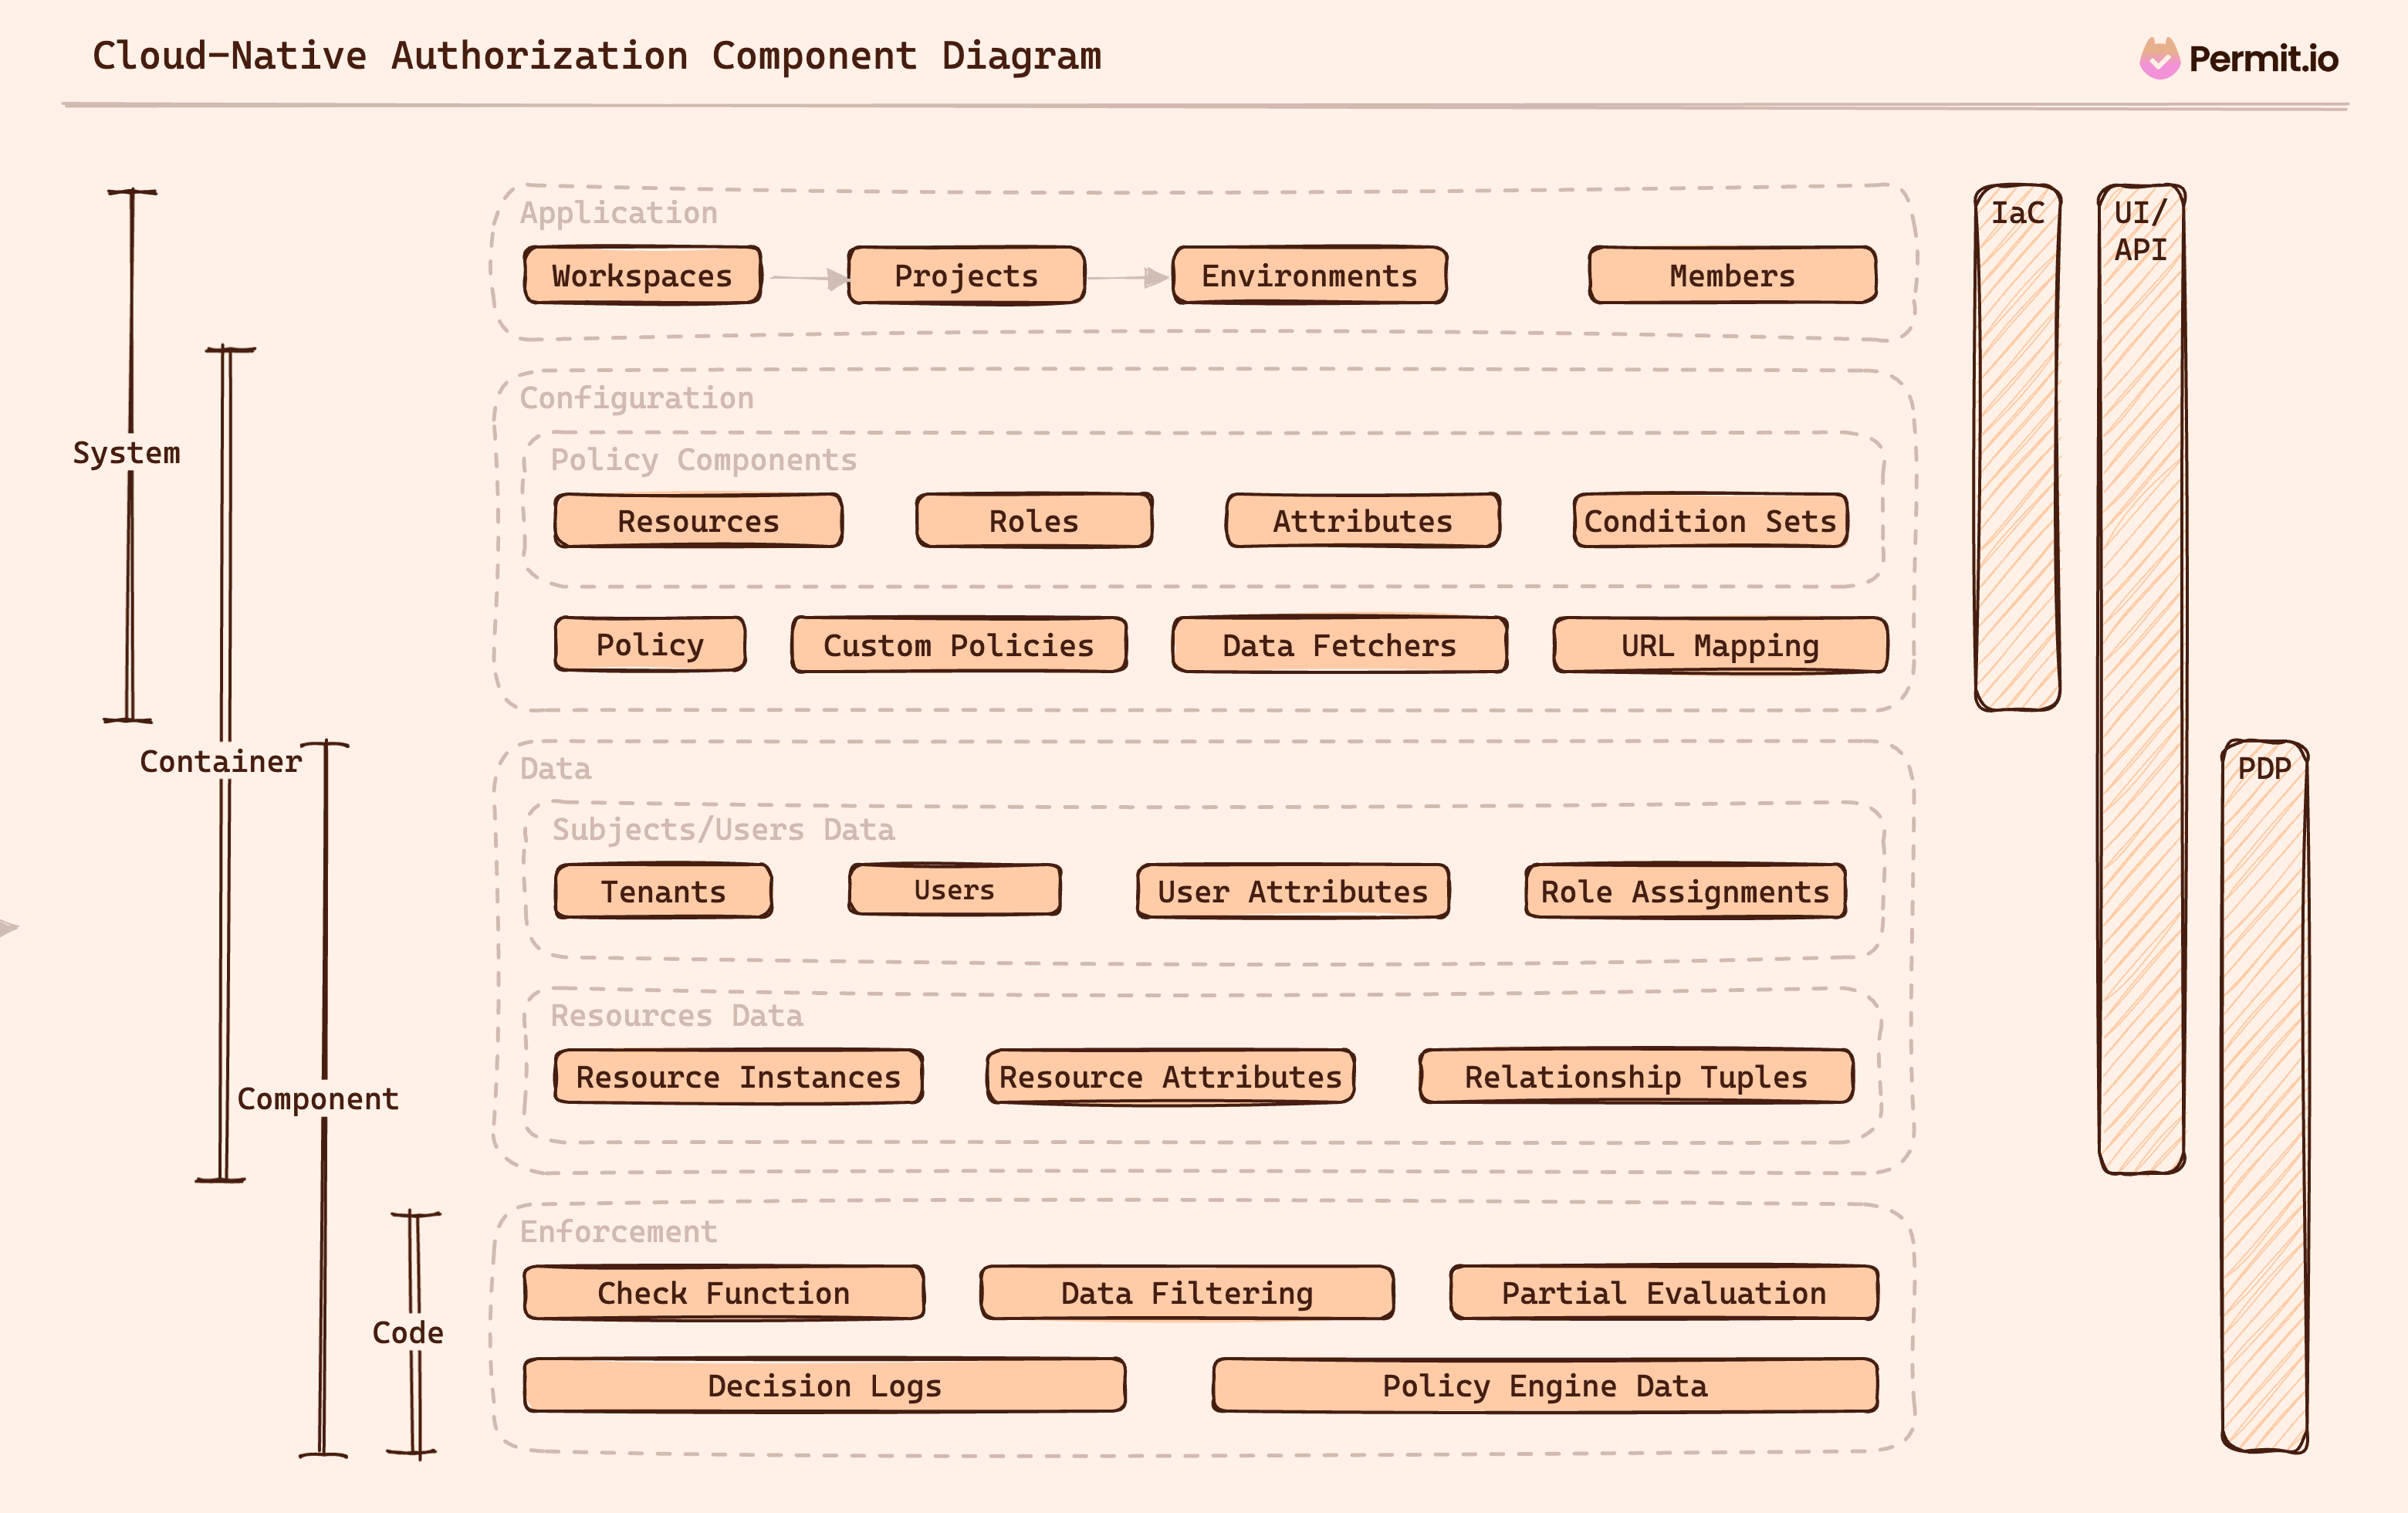 Cloud-Native Authorization Component Diagram
Permit.io
Application
Workspaces
Projects
Environments
Members
Configuration
Policy Components
Resources
Roles
Attributes
Condition Sets
Policy
Custom Policies
Data Fetchers
URL Mapping
Data
Subjects/Users Data
Tenants
Users
User Attributes
Role Assignments
Resources Data
Resource Instances
Resource Attributes
Relationship Tuples
Enforcement
Check Function
Data Filtering
Partial Evaluation
Decision Logs
Policy Engine Data
System
Container
Component
Code
IaC
UI/
API
PDP